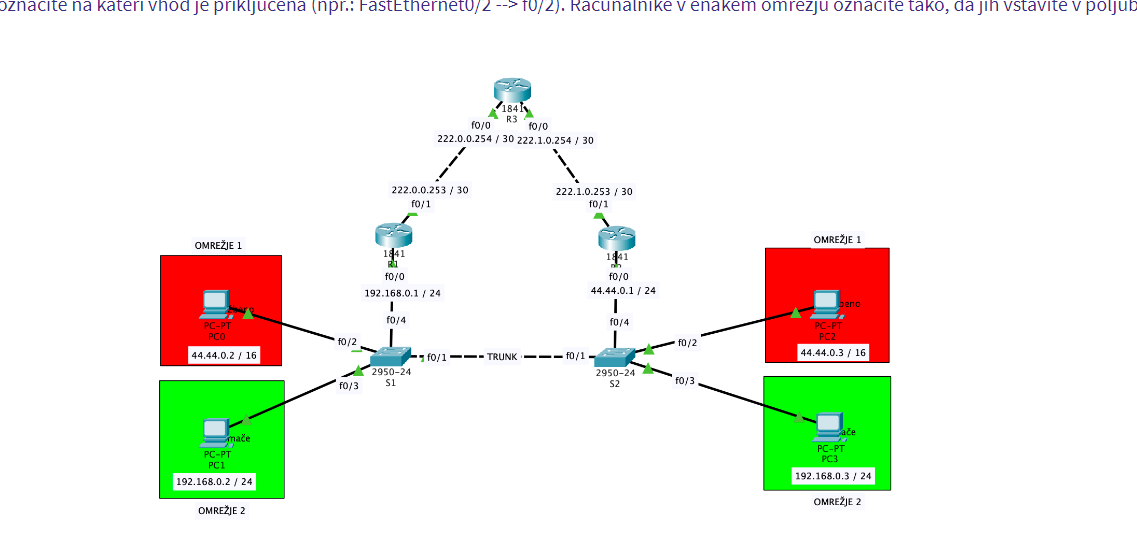 označite na kateri vhod je priključena (npr.: FastEthernet0/2 --> f0/2). Računalnike v enakem omrežju označite tako, da jih vstavite v poljub
1841
R3
f0/0
f0/0
222.0.0.254 / 30
222.1.0.254 / 30
222.0.0.253 / 30
f0/1
222.1.0.253 / 30
f0/1
OMREŽJE 1
1841
R1
f0/0
192.168.0.1 / 24
f0/4
1841
f0/0
44.44.0.1 / 24
f0/4
OMREŽJE 1
PC-PT
PC0
44.44.0.2 / 16
f0/2
f0/1
TRUNK
f0/1
f0/2
PC-PT
PC2
44.44.0.3 / 16
2950-24
S1
f0/3
2950-24
S2
f0/3
PC-PT
PC1
192.168.0.2 / 24
OMREŽJE 2
PC-PT
PC3
192.168.0.3 / 24
OMREŽJE 2